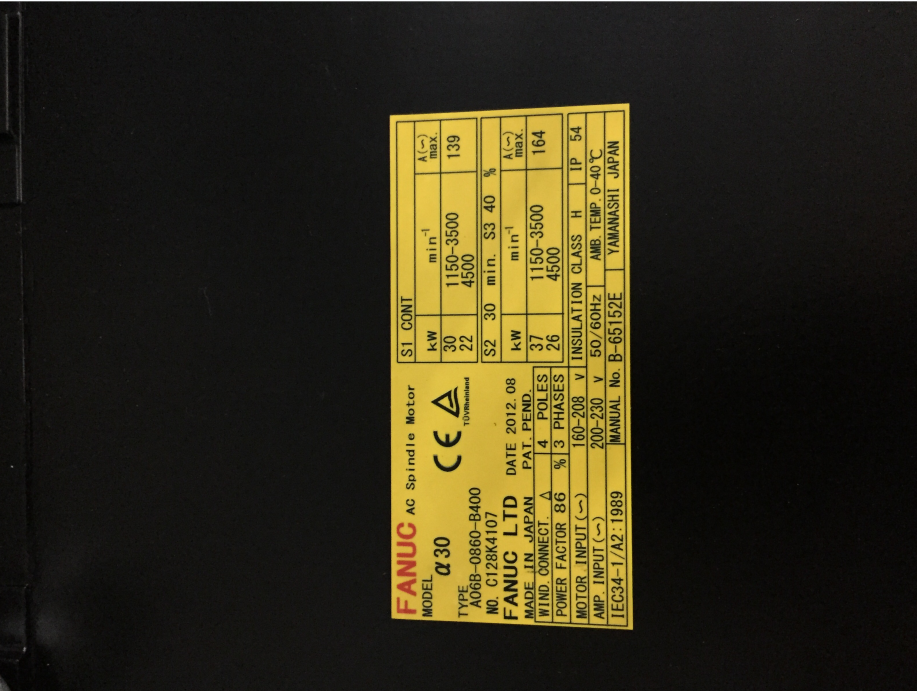 FANUC AC Spindle Motor
MODEL α30
TYPE
A06B-0860-B400
NO. C128K4107
CE
TÜVRheinland
FANUC LTD DATE 2012.08
MADE IN JAPAN PAT. PEND.
S1 CONT
kW min⁻¹ A(~) max.
30 1150-3500 139
22 4500
S2 30 min. S3 40 %
kW min⁻¹ A(~) max.
37 1150-3500 164
26 4500
WIND. CONNECT. △ 4 POLES
POWER FACTOR 86 % 3 PHASES
MOTOR INPUT(~) 160-208 V INSULATION CLASS H IP 54
AMP. INPUT(~) 200-230 V 50/60Hz AMB. TEMP. 0-40℃
IEC34-1/A2:1989 MANUAL No. B-65152E YAMANASHI JAPAN